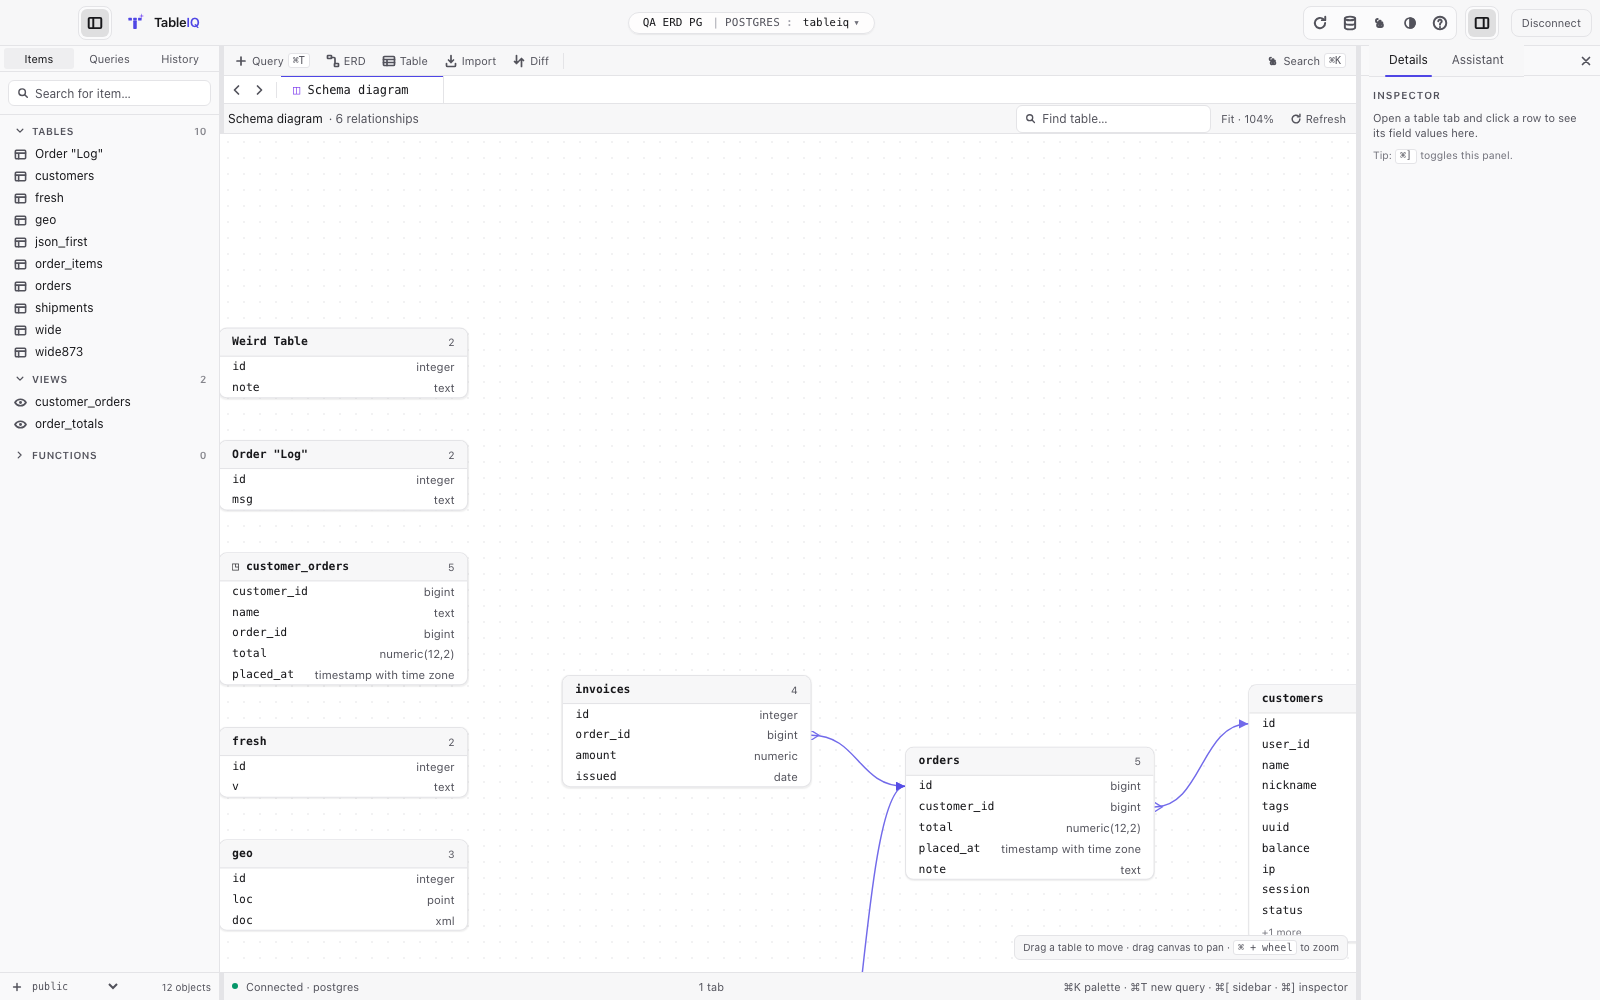 TableIQ
QA ERD PG | POSTGRES : tableiq
Disconnect
Items Queries History
Search for item...
TABLES 10
Order "Log"
customers
fresh
geo
json_first
order_items
orders
shipments
wide
wide873
VIEWS 2
customer_orders
order_totals
FUNCTIONS 0
+ public 12 objects
+ Query ⌘T ERD Table Import Diff Search ⌘K
Schema diagram
Schema diagram · 6 relationships Find table... Fit · 104% Refresh
Weird Table 2
id integer
note text
Order "Log" 2
id integer
msg text
customer_orders 5
customer_id bigint
name text
order_id bigint
total numeric(12,2)
placed_at timestamp with time zone
fresh 2
id integer
v text
geo 3
id integer
loc point
doc xml
invoices 4
id integer
order_id bigint
amount numeric
issued date
orders 5
id bigint
customer_id bigint
total numeric(12,2)
placed_at timestamp with time zone
note text
customers
id
user_id
name
nickname
tags
uuid
balance
ip
session
status
+1 more
Drag a table to move · drag canvas to pan · ⌘ + wheel to zoom
Connected · postgres 1 tab ⌘K palette · ⌘T new query · ⌘[ sidebar · ⌘] inspector
Details Assistant
INSPECTOR
Open a table tab and click a row to see
its field values here.
Tip: ⌘] toggles this panel.